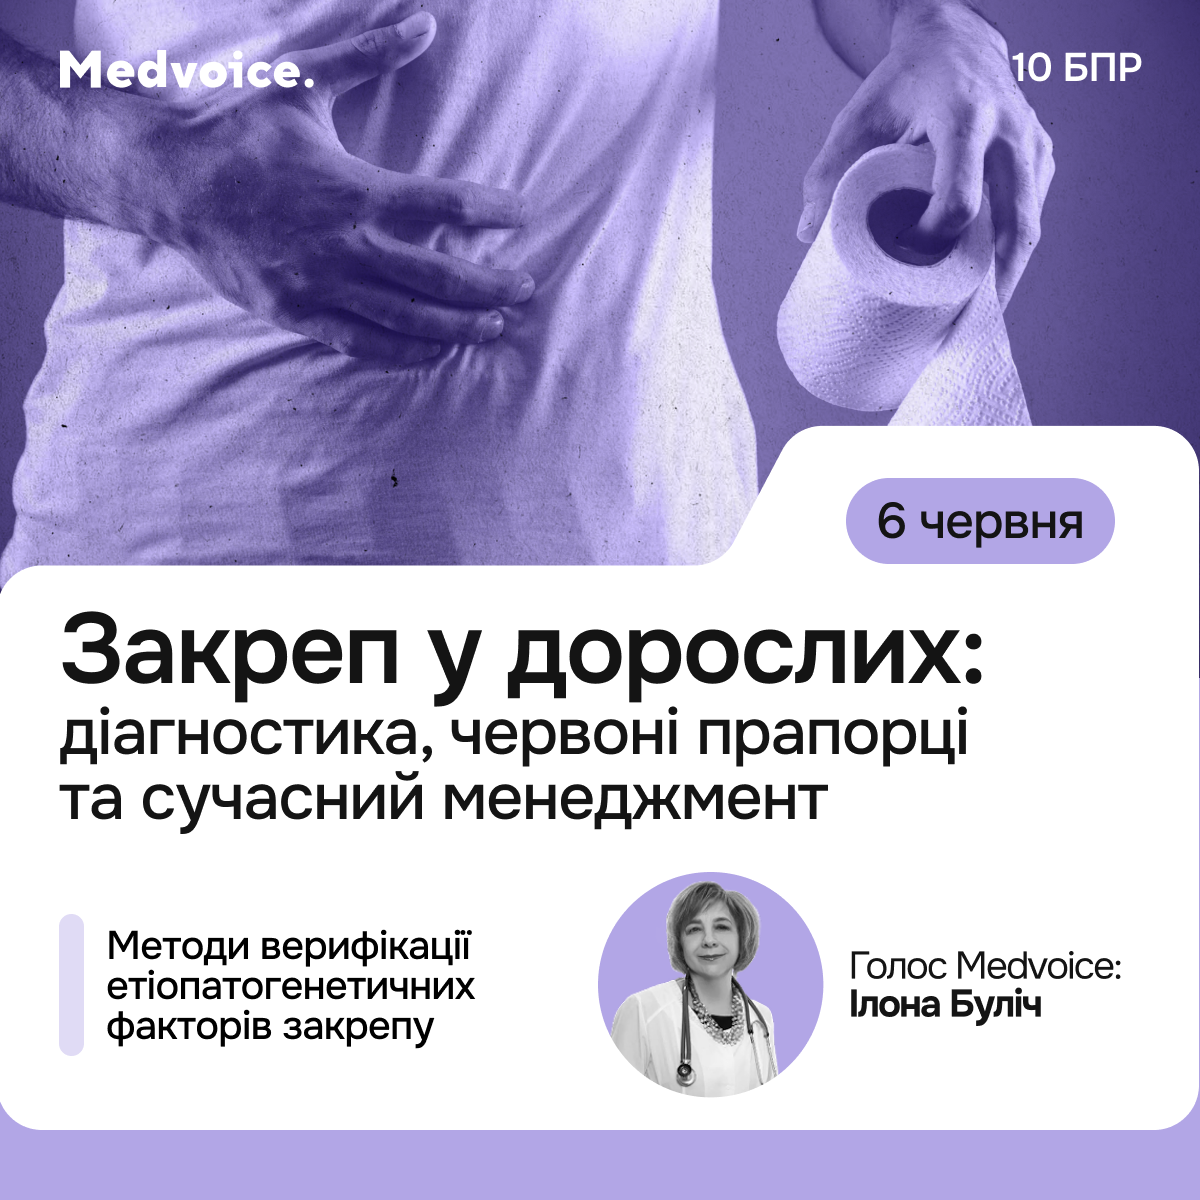 Medvoice.
10 БПР
6 червня
Закреп у дорослих:
діагностика, червоні прапорці
та сучасний менеджмент
Методи верифікації
етіопатогенетичних
факторів закрепу
Голос Medvoice:
Ілона Буліч